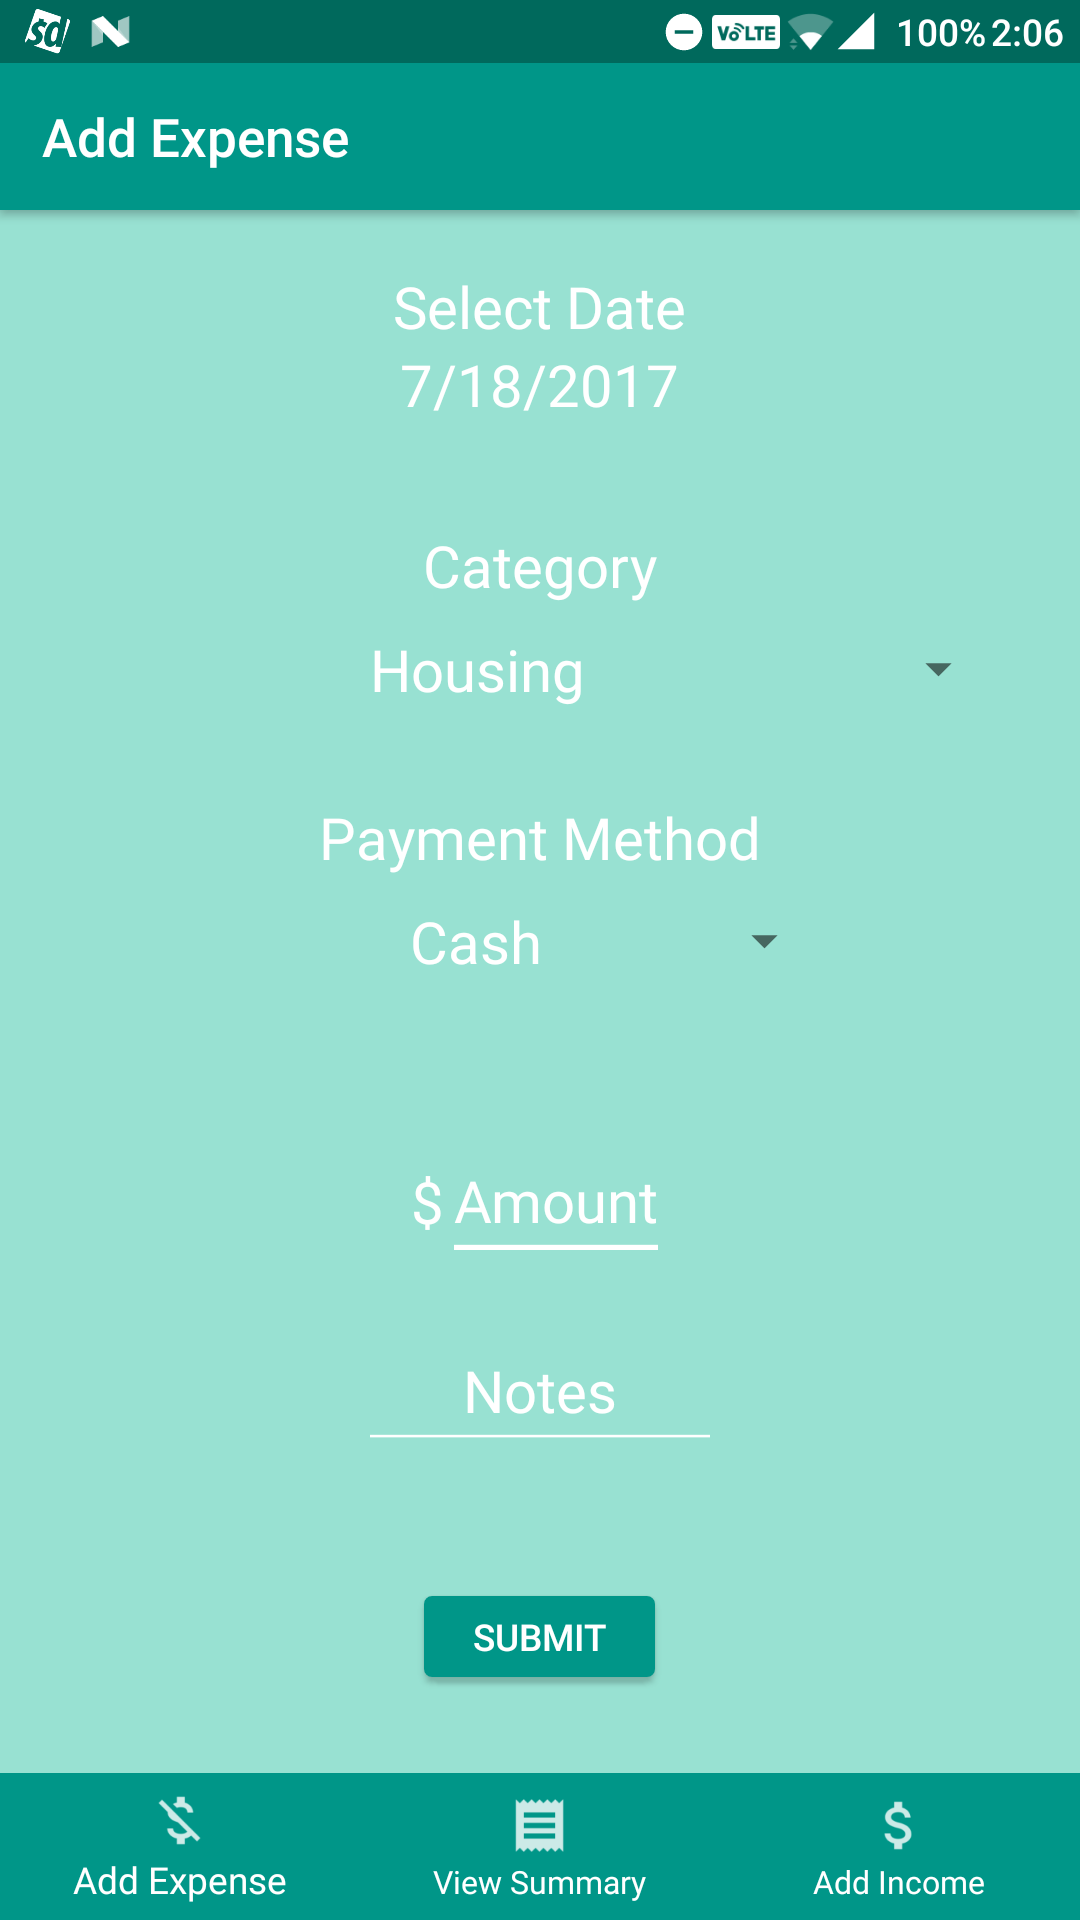 VoLTE 100% 2:06
Add Expense
Select Date
7/18/2017
Category
Housing
Payment Method
Cash
$ Amount
Notes
SUBMIT
Add Expense View Summary Add Income